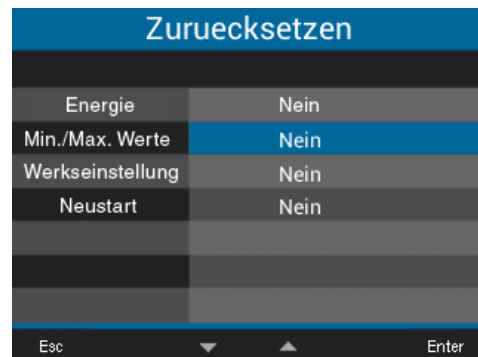 Zuruecksetzen
Energie Nein
Min./Max. Werte Nein
Werkseinstellung Nein
Neustart Nein
Esc Enter